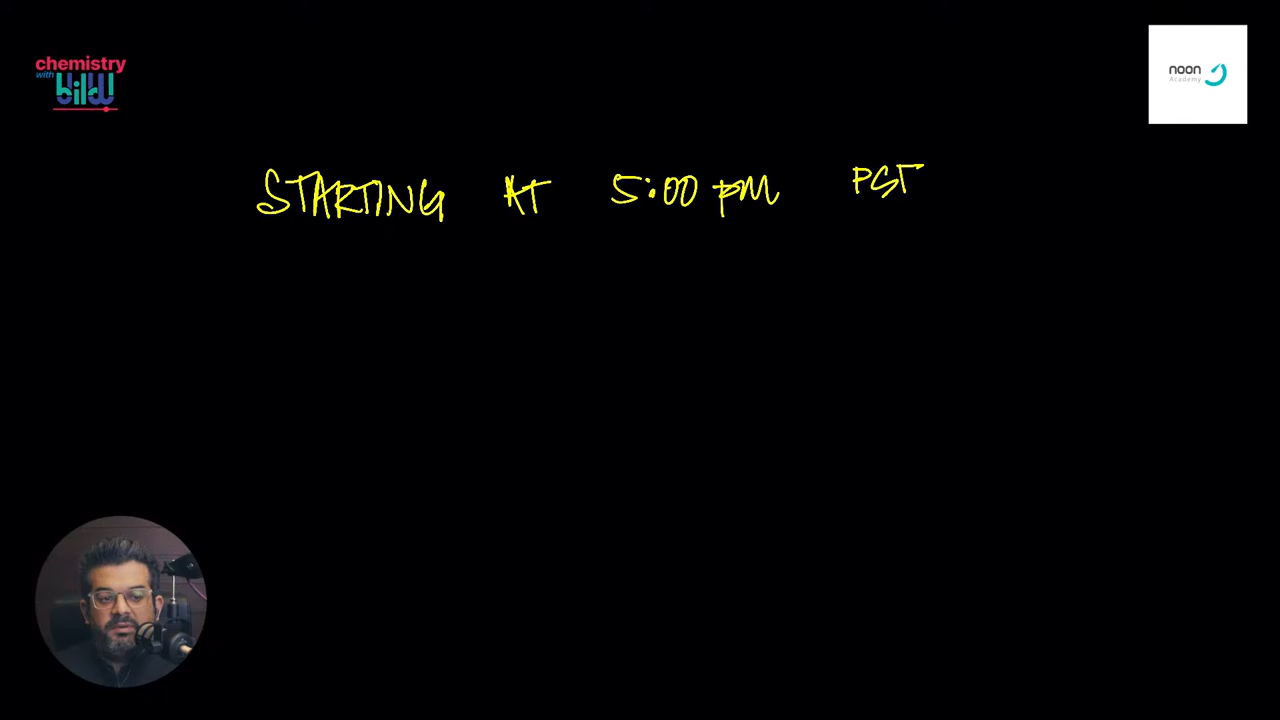 chemistry
with
bilal!
noon
Academy
STARTING AT 5:00 pM PST